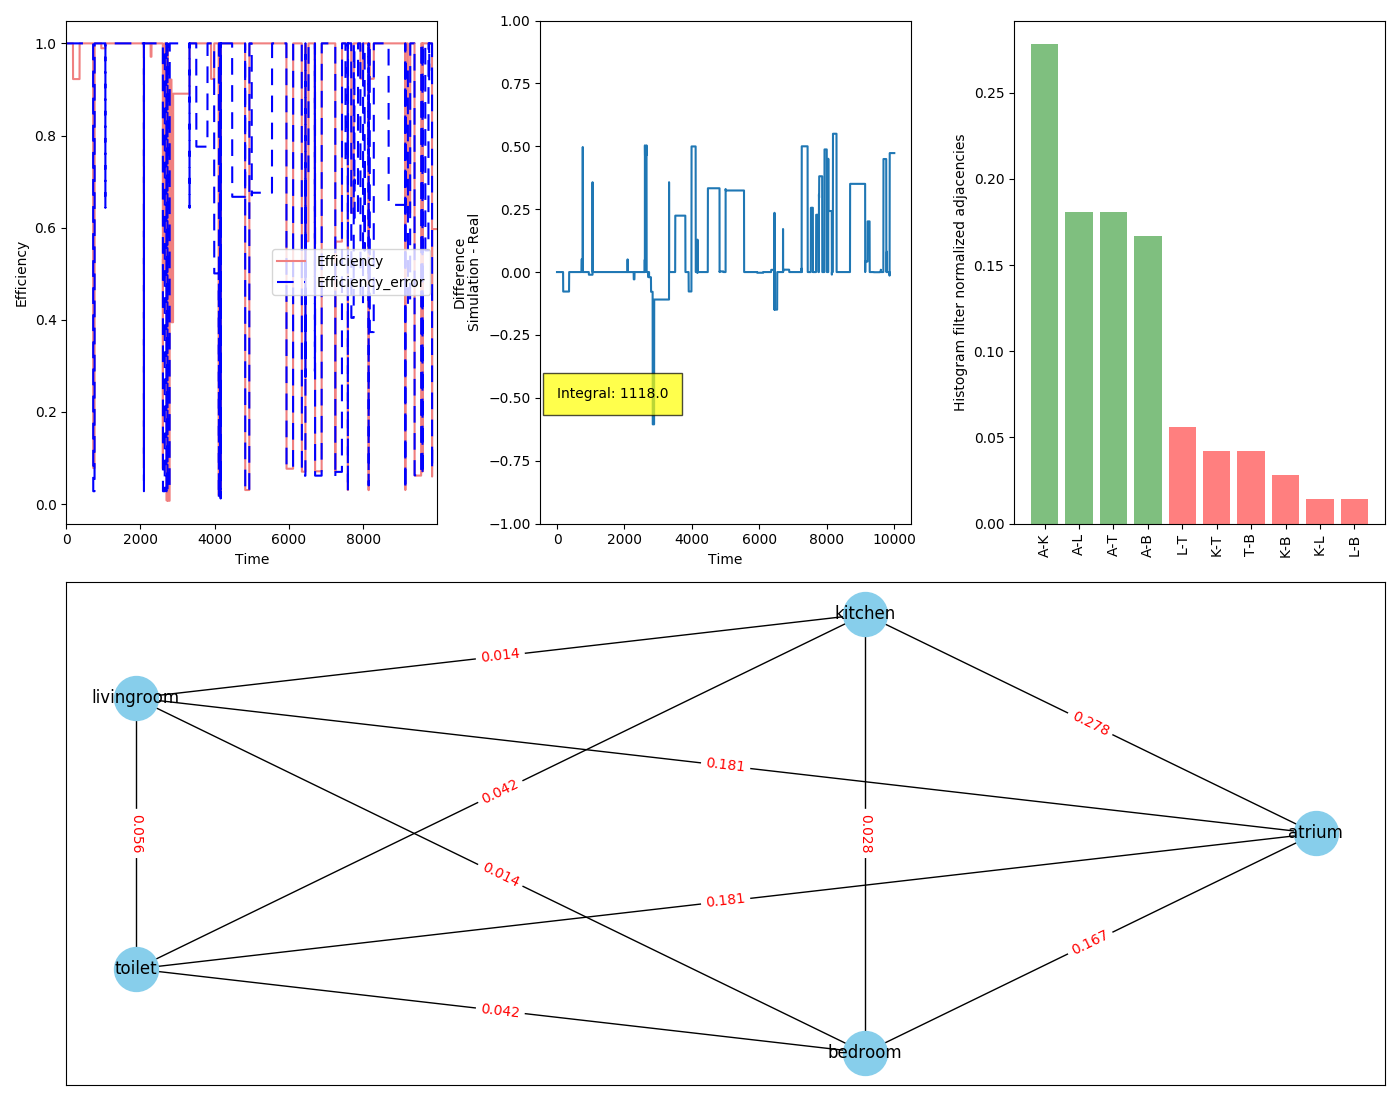 1.0
0.8
0.6
0.4
0.2
0.0
Efficiency
0
2000
4000
6000
8000
Time
Efficiency
Efficiency_error
1.00
0.75
0.50
0.25
0.00
−0.25
−0.50
−0.75
−1.00
Difference
Simulation - Real
Integral: 1118.0
0
2000
4000
6000
8000
10000
Time
0.25
0.20
0.15
0.10
0.05
0.00
Histogram filter normalized adjacencies
A-K
A-L
A-T
A-B
L-T
K-T
T-B
K-B
K-L
L-B
kitchen
0.014
livingroom
0.278
0.181
0.042
0.056
0.028
atrium
0.014
0.181
0.167
toilet
0.042
bedroom